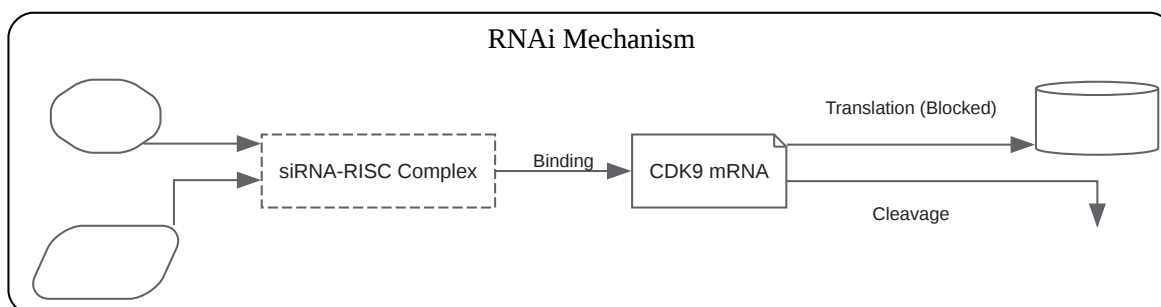 RNAi Mechanism
Translation (Blocked)
siRNA-RISC Complex
Binding
CDK9 mRNA
Cleavage